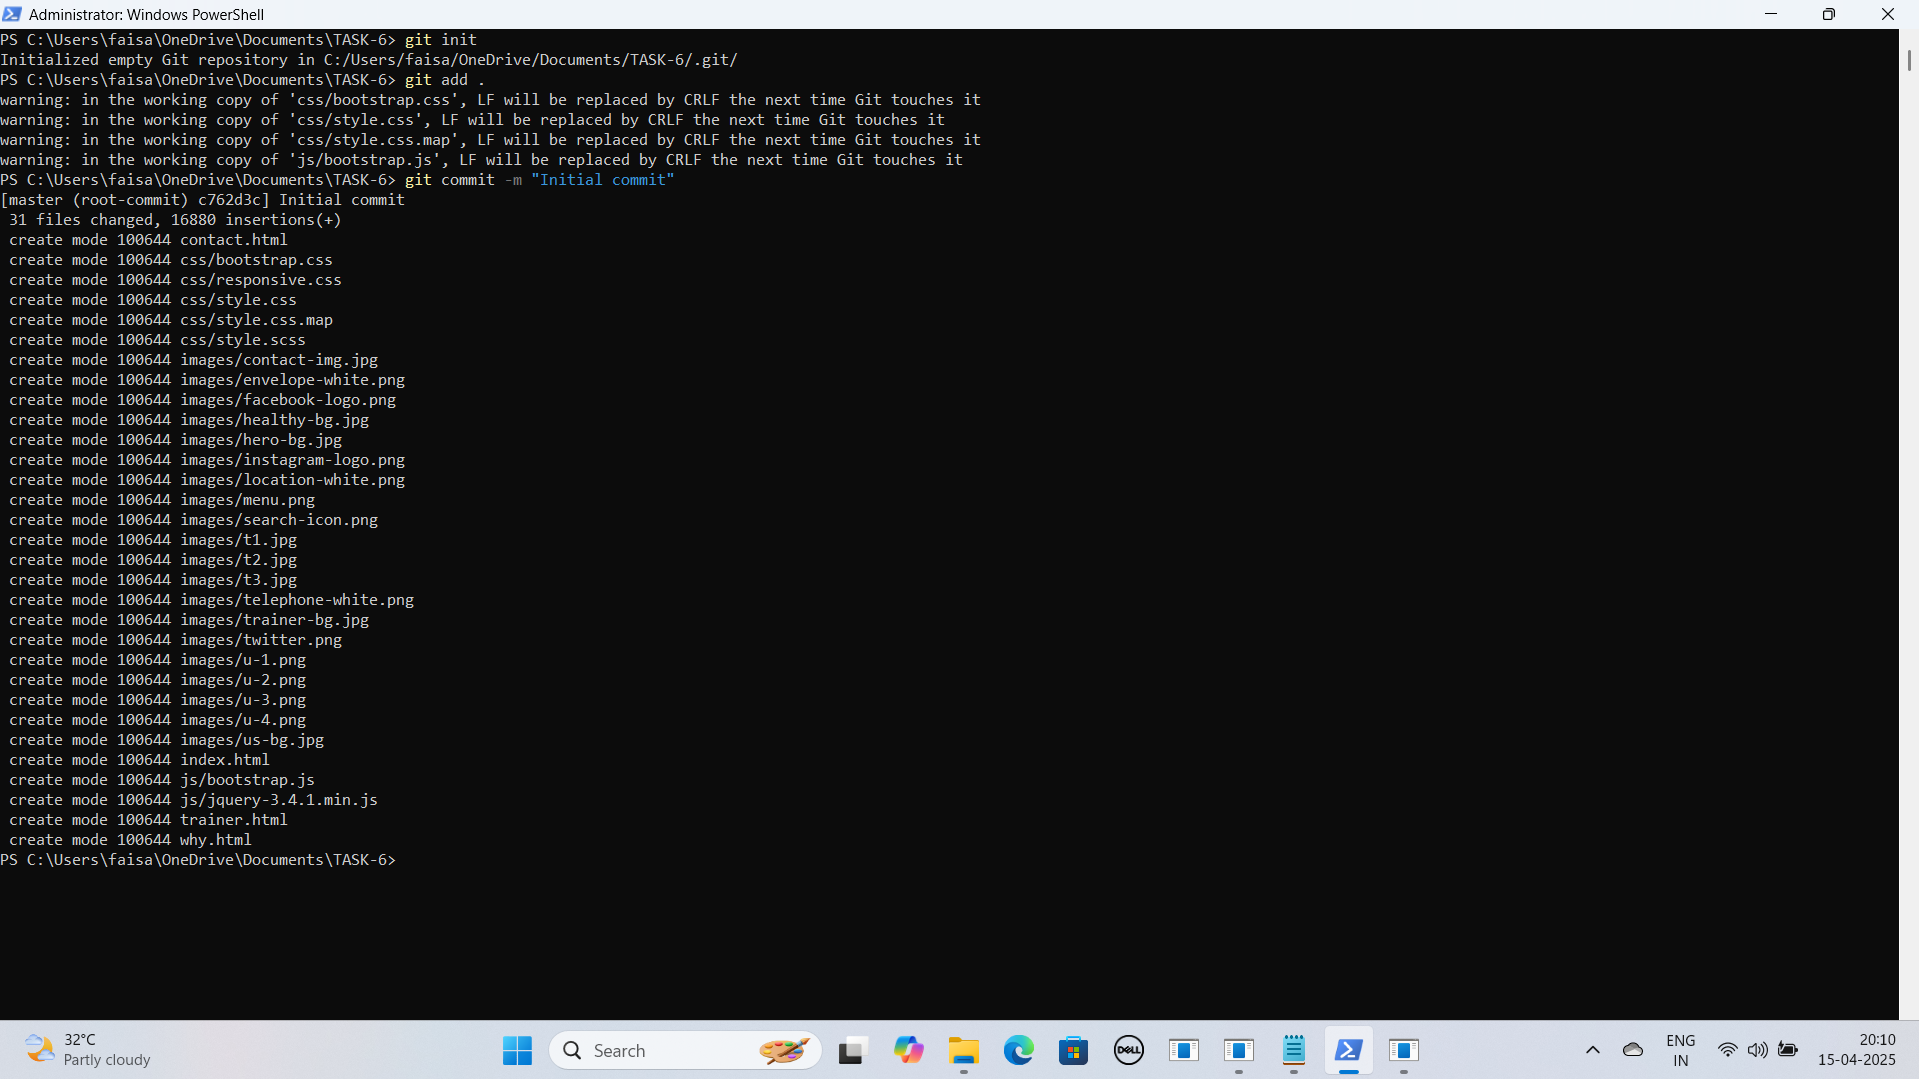 Administrator: Windows PowerShell
PS C:\Users\faisa\OneDrive\Documents\TASK-6> git init
Initialized empty Git repository in C:/Users/faisa/OneDrive/Documents/TASK-6/.git/
PS C:\Users\faisa\OneDrive\Documents\TASK-6> git add .
warning: in the working copy of 'css/bootstrap.css', LF will be replaced by CRLF the next time Git touches it
warning: in the working copy of 'css/style.css', LF will be replaced by CRLF the next time Git touches it
warning: in the working copy of 'css/style.css.map', LF will be replaced by CRLF the next time Git touches it
warning: in the working copy of 'js/bootstrap.js', LF will be replaced by CRLF the next time Git touches it
PS C:\Users\faisa\OneDrive\Documents\TASK-6> git commit -m "Initial commit"
[master (root-commit) c762d3c] Initial commit
 31 files changed, 16880 insertions(+)
 create mode 100644 contact.html
 create mode 100644 css/bootstrap.css
 create mode 100644 css/responsive.css
 create mode 100644 css/style.css
 create mode 100644 css/style.css.map
 create mode 100644 css/style.scss
 create mode 100644 images/contact-img.jpg
 create mode 100644 images/envelope-white.png
 create mode 100644 images/facebook-logo.png
 create mode 100644 images/healthy-bg.jpg
 create mode 100644 images/hero-bg.jpg
 create mode 100644 images/instagram-logo.png
 create mode 100644 images/location-white.png
 create mode 100644 images/menu.png
 create mode 100644 images/search-icon.png
 create mode 100644 images/t1.jpg
 create mode 100644 images/t2.jpg
 create mode 100644 images/t3.jpg
 create mode 100644 images/telephone-white.png
 create mode 100644 images/trainer-bg.jpg
 create mode 100644 images/twitter.png
 create mode 100644 images/u-1.png
 create mode 100644 images/u-2.png
 create mode 100644 images/u-3.png
 create mode 100644 images/u-4.png
 create mode 100644 images/us-bg.jpg
 create mode 100644 index.html
 create mode 100644 js/bootstrap.js
 create mode 100644 js/jquery-3.4.1.min.js
 create mode 100644 trainer.html
 create mode 100644 why.html
PS C:\Users\faisa\OneDrive\Documents\TASK-6>
32°C
Partly cloudy
Search
DELL
ENG
IN
20:10
15-04-2025